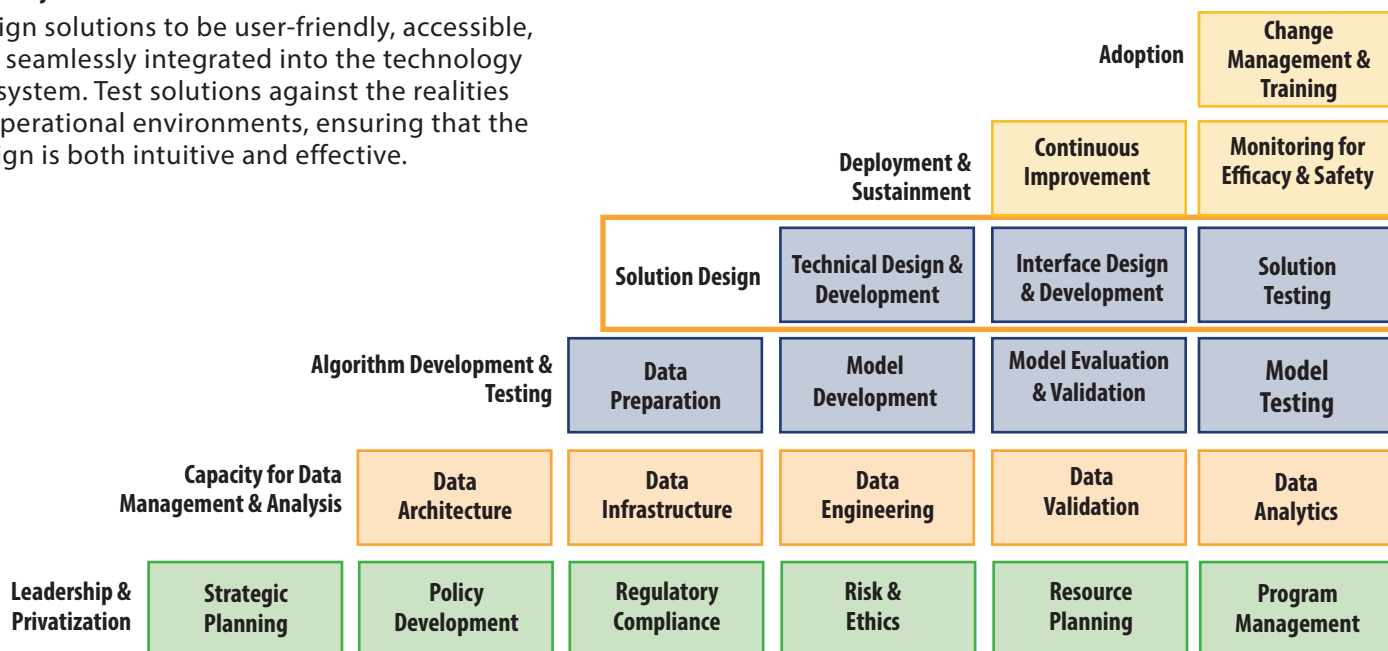 ign solutions to be user-friendly, accessible,
seamlessly integrated into the technology
system. Test solutions against the realities
perational environments, ensuring that the
ign is both intuitive and effective.
Adoption
Change
Management &
Training
Deployment &
Sustainment
Continuous
Improvement
Monitoring for
Efficacy & Safety
Solution Design
Technical Design &
Development
Interface Design
& Development
Solution
Testing
Algorithm Development &
Testing
Data
Preparation
Model
Development
Model Evaluation
& Validation
Model
Testing
Capacity for Data
Management & Analysis
Data
Architecture
Data
Infrastructure
Data
Engineering
Data
Validation
Data
Analytics
Leadership &
Privatization
Strategic
Planning
Policy
Development
Regulatory
Compliance
Risk &
Ethics
Resource
Planning
Program
Management